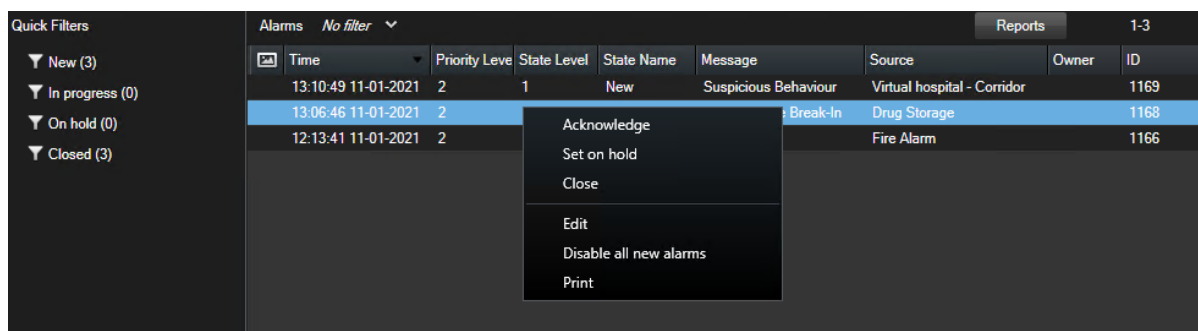 Quick Filters
New (3)
In progress (0)
On hold (0)
Closed (3)
Alarms No filter Reports 1-3
Time Priority Leve State Level State Name Message Source Owner ID
13:10:49 11-01-2021 2 1 New Suspicious Behaviour Virtual hospital - Corridor 1169
13:06:46 11-01-2021 2 Break-In Drug Storage 1168
12:13:41 11-01-2021 2 Fire Alarm 1166
Acknowledge
Set on hold
Close
Edit
Disable all new alarms
Print